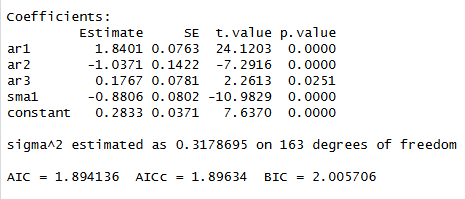 Coefficients:
Estimate SE t.value p.value
ar1 1.8401 0.0763 24.1203 0.0000
ar2 -1.0371 0.1422 -7.2916 0.0000
ar3 0.1767 0.0781 2.2613 0.0251
sma1 -0.8806 0.0802 -10.9829 0.0000
constant 0.2833 0.0371 7.6370 0.0000
sigma^2 estimated as 0.3178695 on 163 degrees of freedom
AIC = 1.894136 AICc = 1.89634 BIC = 2.005706